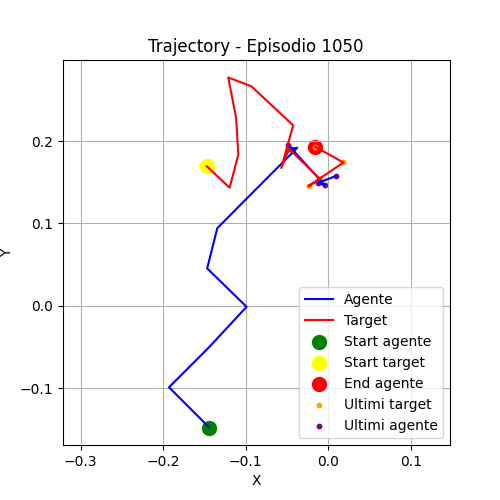 Trajectory - Episodio 1050
Y
0.2
0.1
0.0
−0.1
−0.3
−0.2
−0.1
0.0
0.1
X
Agente
Target
Start agente
Start target
End agente
Ultimi target
Ultimi agente